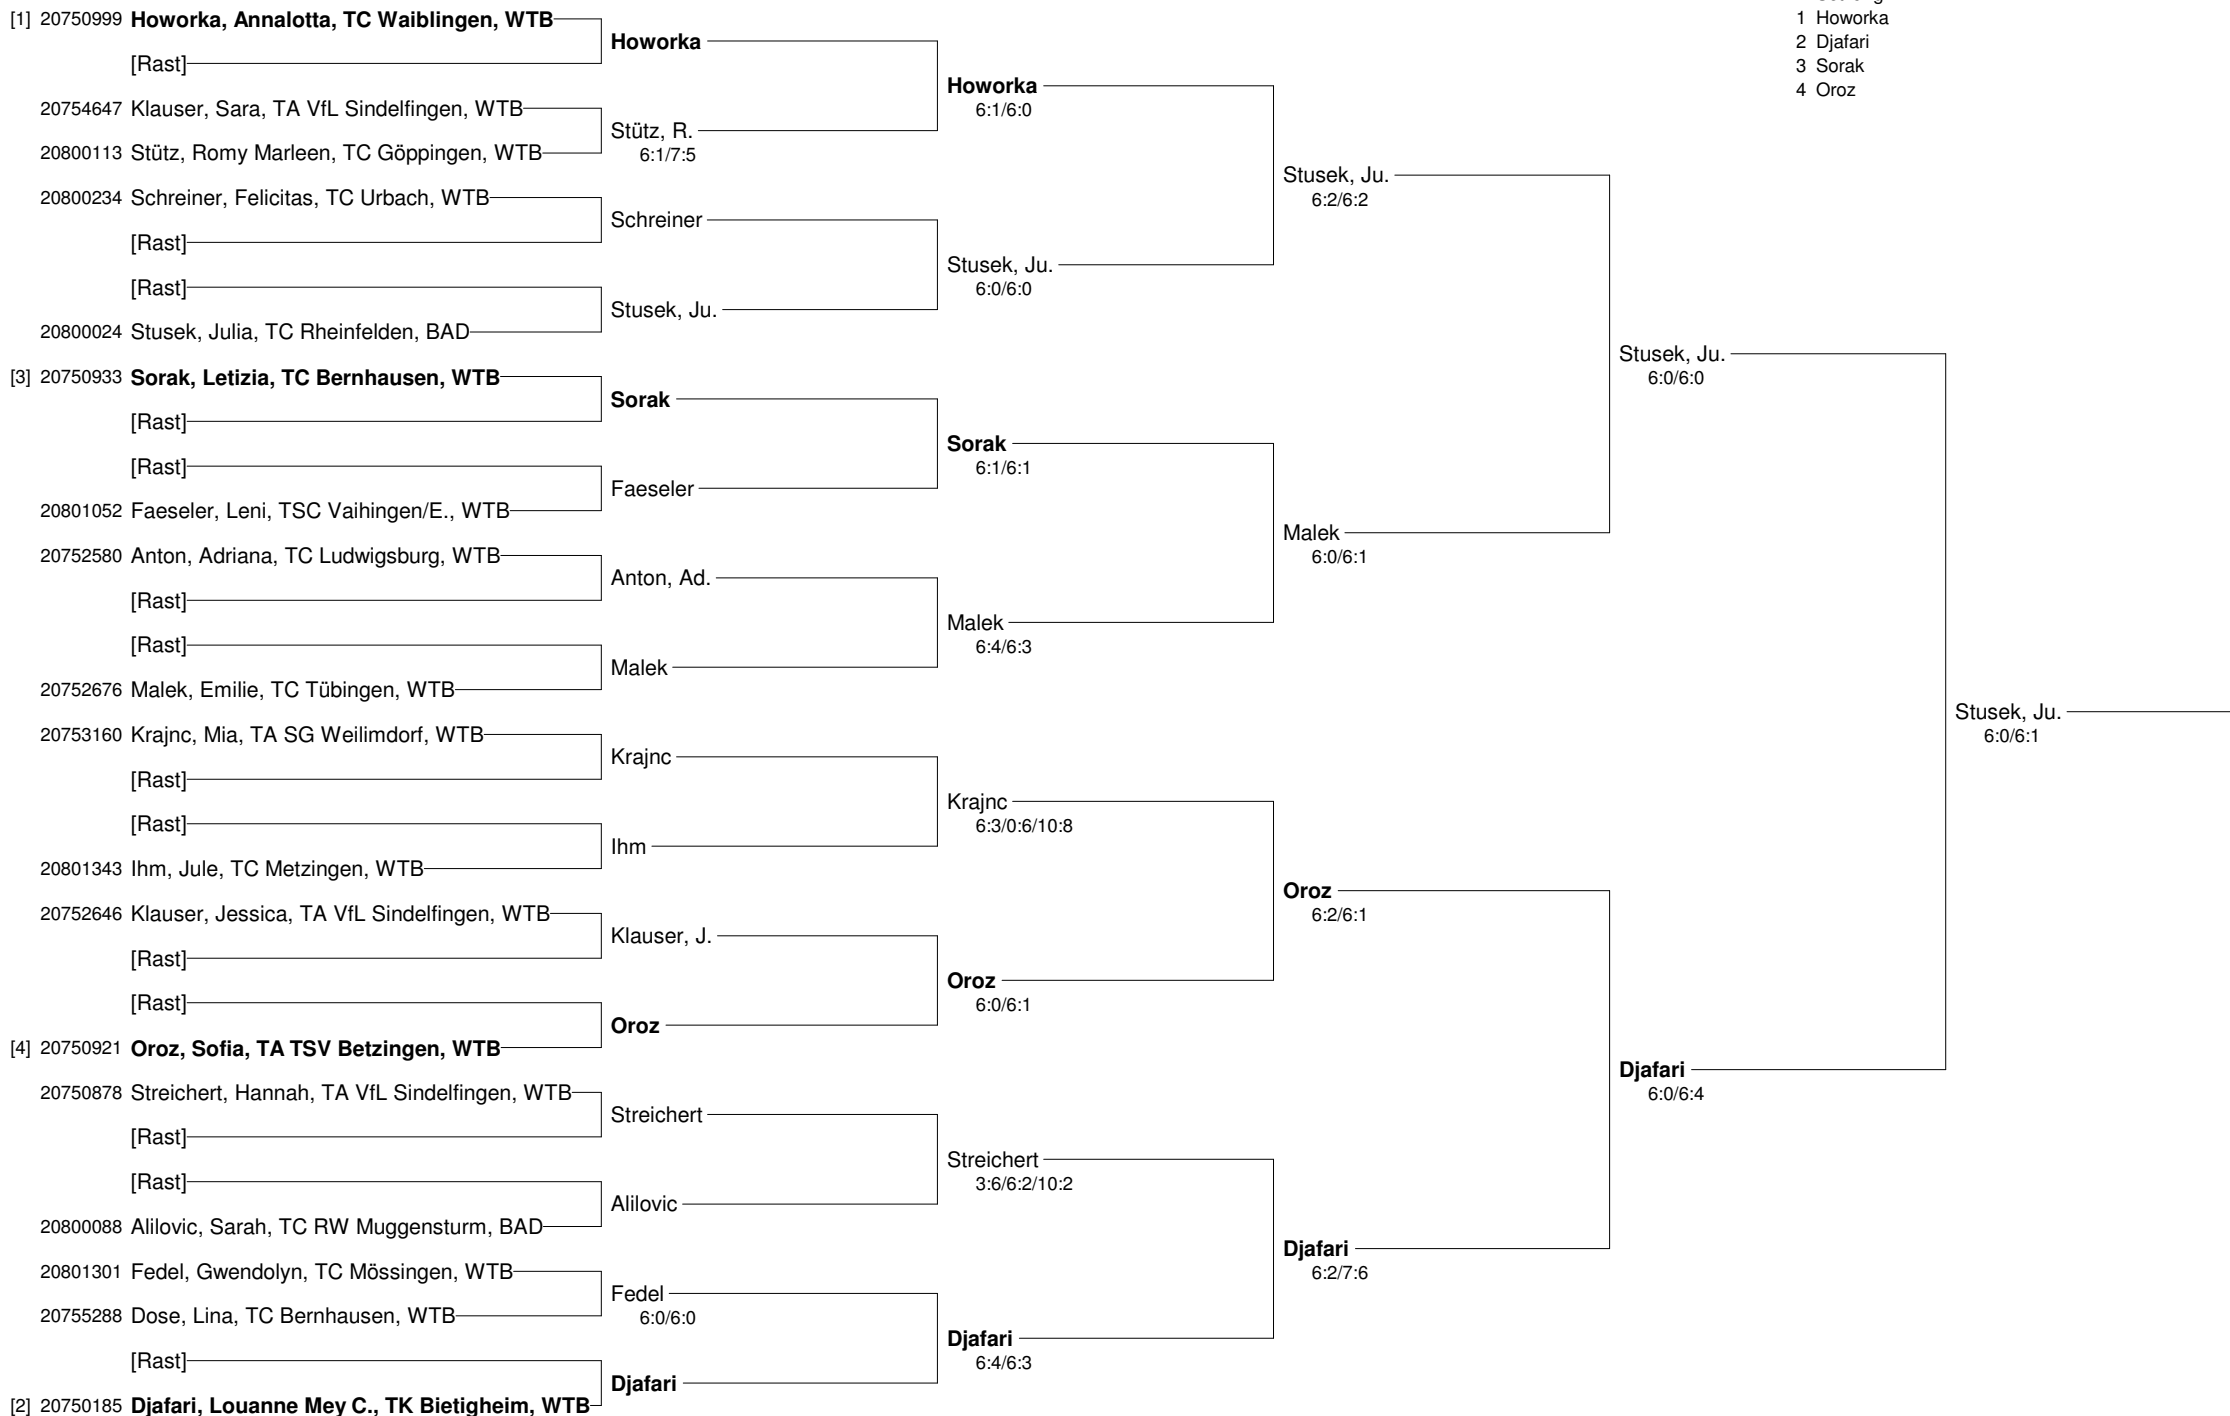 [1] 20750999 Howorka, Annalotta, TC Waiblingen, WTB
[Rast]
20754647 Klauser, Sara, TA VfL Sindelfingen, WTB
20800113 Stütz, Romy Marleen, TC Göppingen, WTB
20800234 Schreiner, Felicitas, TC Urbach, WTB
[Rast]
[Rast]
20800024 Stusek, Julia, TC Rheinfelden, BAD
[3] 20750933 Sorak, Letizia, TC Bernhausen, WTB
[Rast]
[Rast]
20801052 Faeseler, Leni, TSC Vaihingen/E., WTB
20752580 Anton, Adriana, TC Ludwigsburg, WTB
[Rast]
[Rast]
20752676 Malek, Emilie, TC Tübingen, WTB
20753160 Krajnc, Mia, TA SG Weilimdorf, WTB
[Rast]
[Rast]
20801343 Ihm, Jule, TC Metzingen, WTB
20752646 Klauser, Jessica, TA VfL Sindelfingen, WTB
[Rast]
[Rast]
[4] 20750921 Oroz, Sofia, TA TSV Betzingen, WTB
20750878 Streichert, Hannah, TA VfL Sindelfingen, WTB
[Rast]
[Rast]
20800088 Alilovic, Sarah, TC RW Muggensturm, BAD
20801301 Fedel, Gwendolyn, TC Mössingen, WTB
20755288 Dose, Lina, TC Bernhausen, WTB
[Rast]
[2] 20750185 Djafari, Louanne Mey C., TK Bietigheim, WTB
Howorka
Stütz, R.
6:1/7:5
Schreiner
Stusek, Ju.
Sorak
Faeseler
Anton, Ad.
Malek
Krajnc
Ihm
Klauser, J.
Oroz
Streichert
Alilovic
Fedel
6:0/6:0
Djafari
Howorka
6:1/6:0
Stusek, Ju.
6:0/6:0
Sorak
6:1/6:1
Malek
6:4/6:3
Krajnc
6:3/0:6/10:8
Oroz
6:0/6:1
Streichert
3:6/6:2/10:2
Djafari
6:4/6:3
Stusek, Ju.
6:2/6:2
Malek
6:0/6:1
Oroz
6:2/6:1
Djafari
6:2/7:6
Stusek, Ju.
6:0/6:0
Djafari
6:0/6:4
Stusek, Ju.
6:0/6:1
1 Howorka
2 Djafari
3 Sorak
4 Oroz